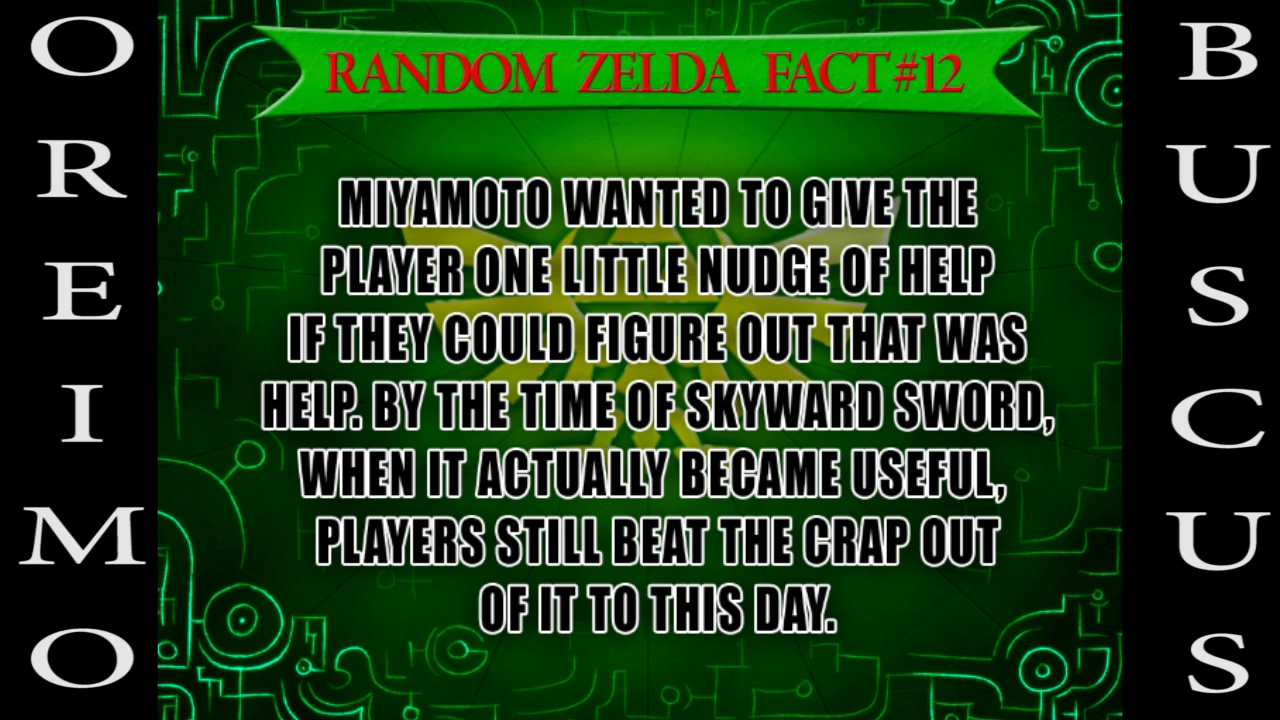 OREIMO
RANDOM ZELDA FACT #12
MIYAMOTO WANTED TO GIVE THE
PLAYER ONE LITTLE NUDGE OF HELP
IF THEY COULD FIGURE OUT THAT WAS
HELP. BY THE TIME OF SKYWARD SWORD,
WHEN IT ACTUALLY BECAME USEFUL,
PLAYERS STILL BEAT THE CRAP OUT
OF IT TO THIS DAY.
BUSCUS